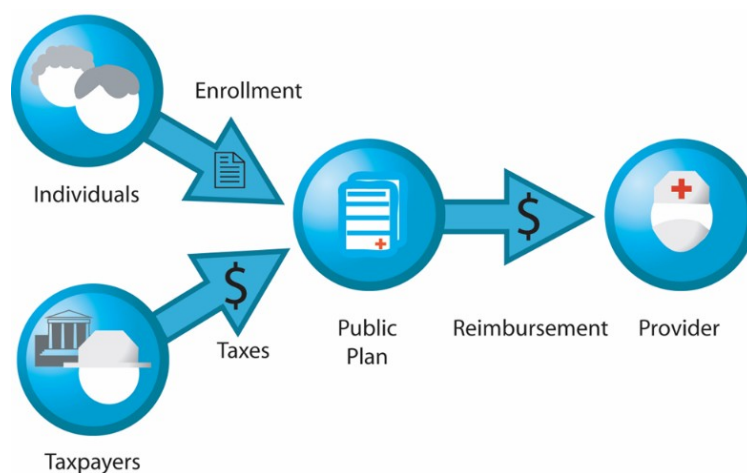 Enrollment
Individuals
$
$
Taxes
Public
Plan
Reimbursement
Provider
Taxpayers